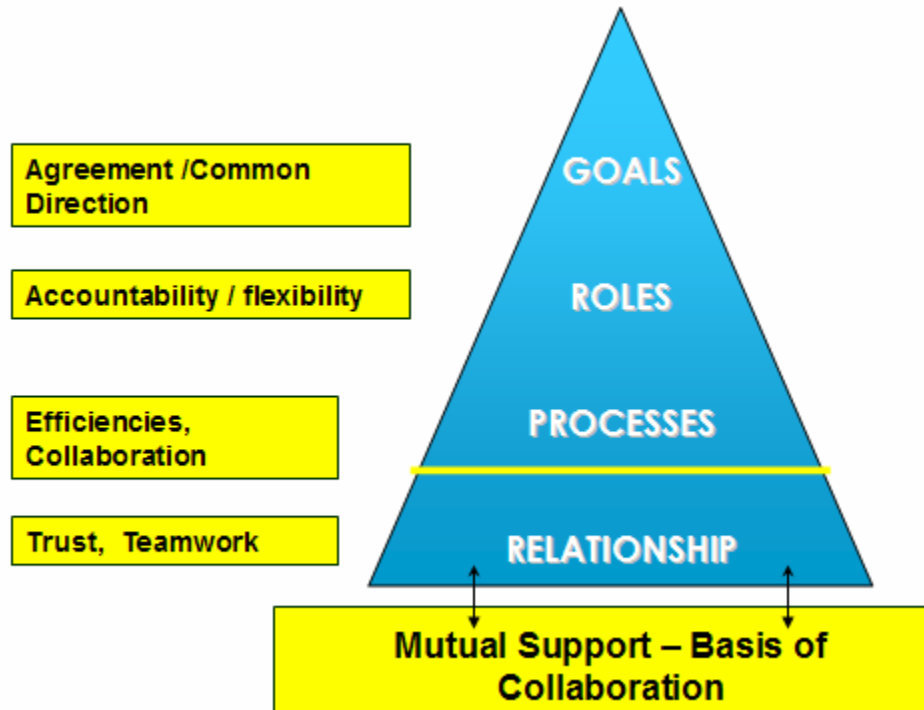 Agreement /Common
Direction
GOALS
Accountability / flexibility
ROLES
Efficiencies,
Collaboration
PROCESSES
Trust, Teamwork
RELATIONSHIP
Mutual Support – Basis of
Collaboration